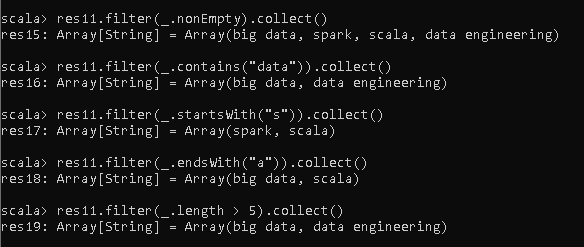 scala> res11.filter(_.nonEmpty).collect()
res15: Array[String] = Array(big data, spark, scala, data engineering)
scala> res11.filter(_.contains("data")).collect()
res16: Array[String] = Array(big data, data engineering)
scala> res11.filter(_.startsWith("s")).collect()
res17: Array[String] = Array(spark, scala)
scala> res11.filter(_.endsWith("a")).collect()
res18: Array[String] = Array(big data, scala)
scala> res11.filter(_.length > 5).collect()
res19: Array[String] = Array(big data, data engineering)